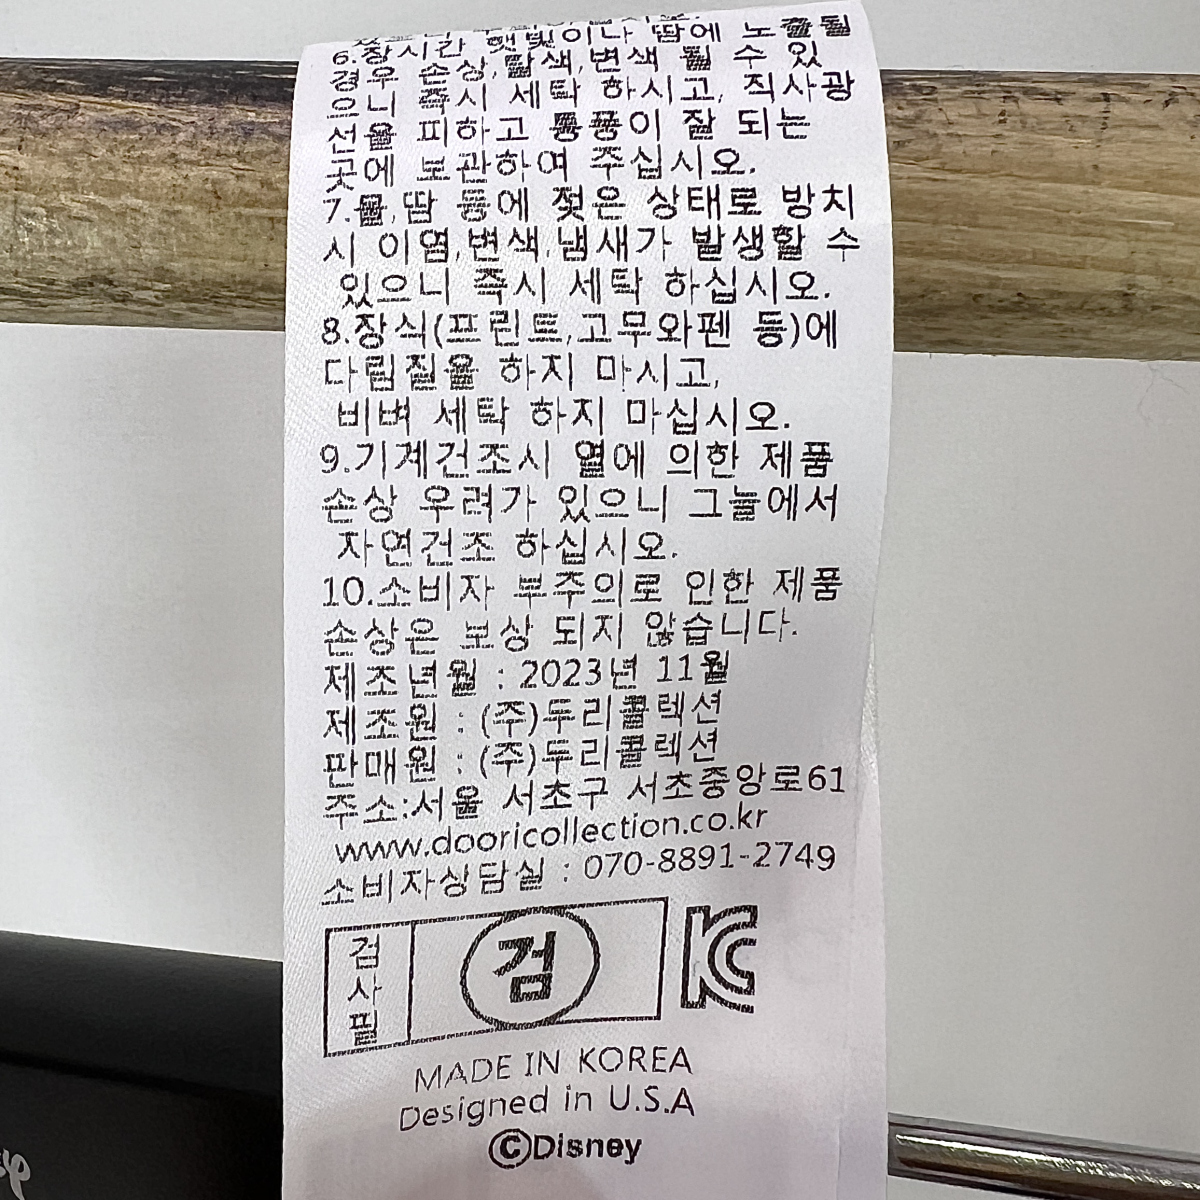 6.장시간 햇빛이나 땀에 노출될
경우 손상,탈색,변색 될 수 있
으니 즉시 세탁 하시고, 직사광
선을 피하고 통풍이 잘 되는
곳에 보관하여 주십시오.
7.물,땀 등에 젖은 상태로 방치
시 이염,변색,냄새가 발생할 수
있으니 즉시 세탁 하십시오.
8.장식(프린트,고무와펜 등)에
다림질을 하지 마시고,
비벼 세탁 하지 마십시오.
9.기계건조시 열에 의한 제품
손상 우려가 있으니 그늘에서
자연건조 하십시오.
10.소비자 부주의로 인한 제품
손상은 보상 되지 않습니다.
제조년월 : 2023년 11월
제조원 : (주)두리콜렉션
판매원 : (주)두리콜렉션
주소:서울 서초구 서초중앙로61
www.dooricollection.co.kr
소비자상담실 : 070-8891-2749
검사필 검 KC
MADE IN KOREA
Designed in U.S.A
©Disney